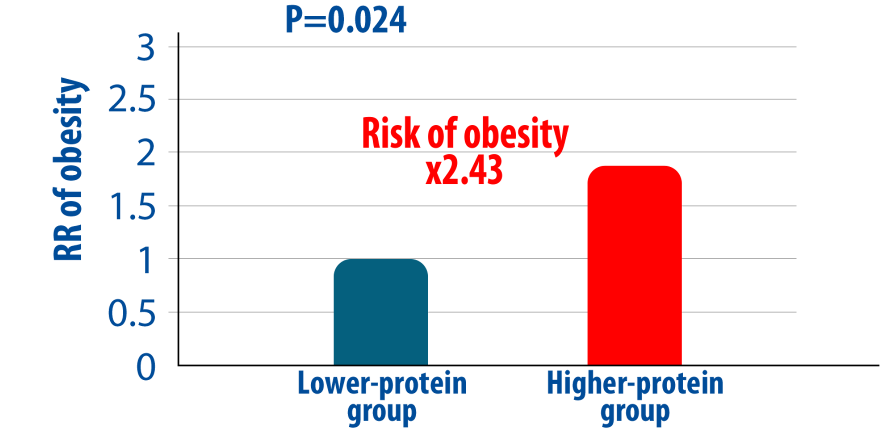 P=0.024
3
2.5
2
1.5
1
0.5
0
RR of obesity
Risk of obesity
x2.43
Lower-protein
group
Higher-protein
group